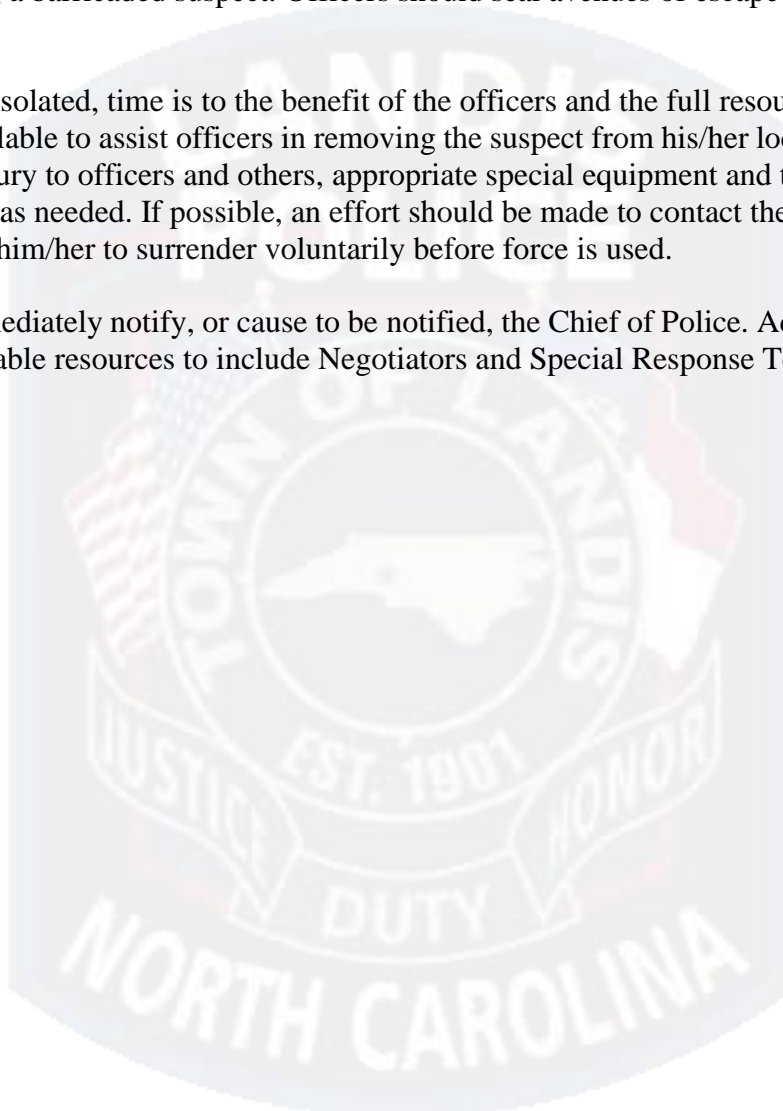 a barricaded suspect. Officers should seal avenues of escape
solated, time is to the benefit of the officers and the full resou
lable to assist officers in removing the suspect from his/her lo
ury to officers and others, appropriate special equipment and t
as needed. If possible, an effort should be made to contact the
him/her to surrender voluntarily before force is used.
ediately notify, or cause to be notified, the Chief of Police. A
able resources to include Negotiators and Special Response T
LANDIS
POLICE
TOWN OF LANDIS
EST. 1901
JUSTICE
DUTY
HONOR
NORTH CAROLINA